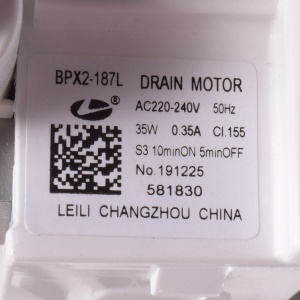 BPX2-187L DRAIN MOTOR
AC220-240V 50Hz
35W 0.35A CI.155
S3 10minON 5minOFF
No.191225
581830
LEILI CHANGZHOU CHINA